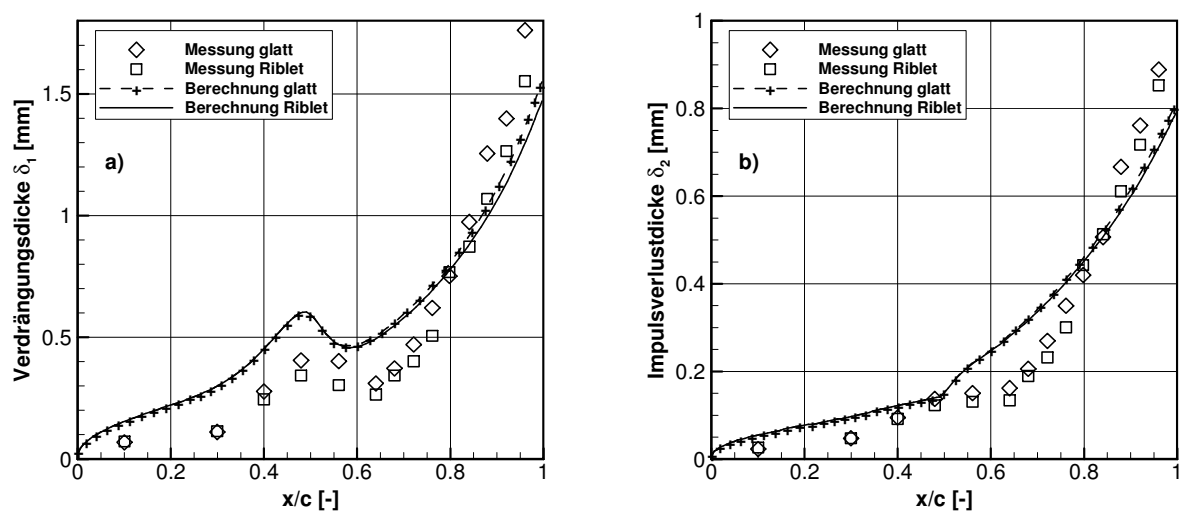 Messung glatt
Messung Riblet
Berechnung glatt
Berechnung Riblet
a)
Verdrängungsdicke δ₁ [mm]
1.5
1
0.5
0
0 0.2 0.4 0.6 0.8 1
x/c [-]
Messung glatt
Messung Riblet
Berechnung glatt
Berechnung Riblet
b)
Impulsverlustdicke δ₂ [mm]
1
0.8
0.6
0.4
0.2
0
0 0.2 0.4 0.6 0.8 1
x/c [-]